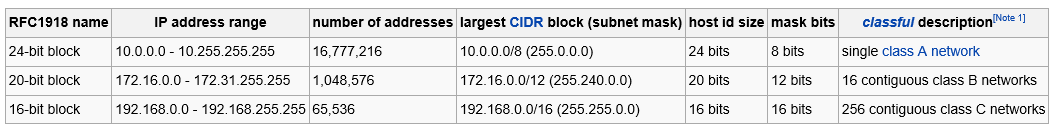 RFC1918 name IP address range number of addresses largest CIDR block (subnet mask) host id size mask bits classful description[Note 1]
24-bit block 10.0.0.0 - 10.255.255.255 16,777,216 10.0.0.0/8 (255.0.0.0) 24 bits 8 bits single class A network
20-bit block 172.16.0.0 - 172.31.255.255 1,048,576 172.16.0.0/12 (255.240.0.0) 20 bits 12 bits 16 contiguous class B networks
16-bit block 192.168.0.0 - 192.168.255.255 65,536 192.168.0.0/16 (255.255.0.0) 16 bits 16 bits 256 contiguous class C networks